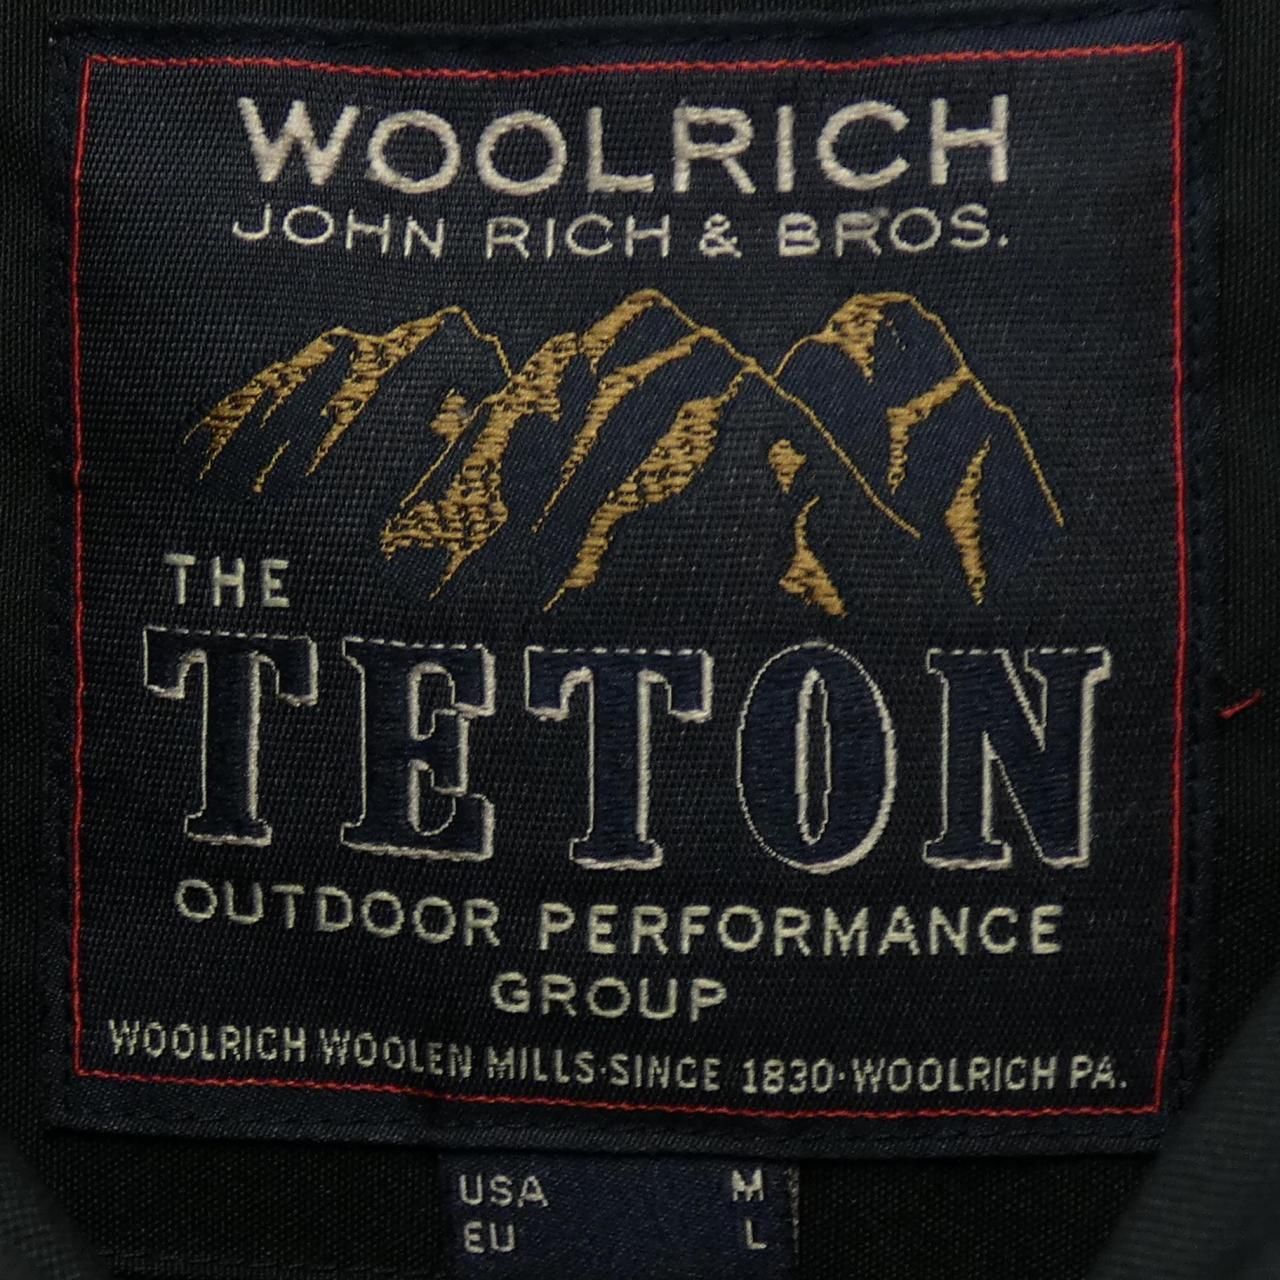 WOOLRICH
JOHN RICH & BROS.
THE
TETON
OUTDOOR PERFORMANCE
GROUP
WOOLRICH WOOLEN MILLS·SINCE 1830·WOOLRICH PA.
USA M
EU L